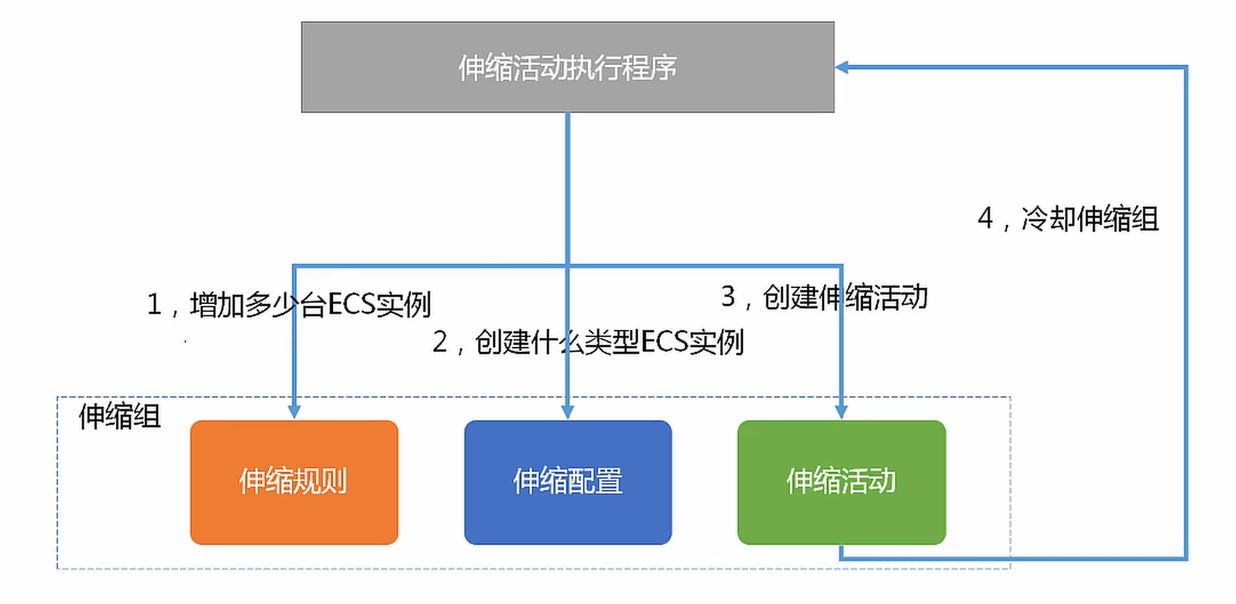 伸缩活动执行程序
4，冷却伸缩组
1，增加多少台ECS实例
3，创建伸缩活动
2，创建什么类型ECS实例
伸缩组
伸缩规则
伸缩配置
伸缩活动